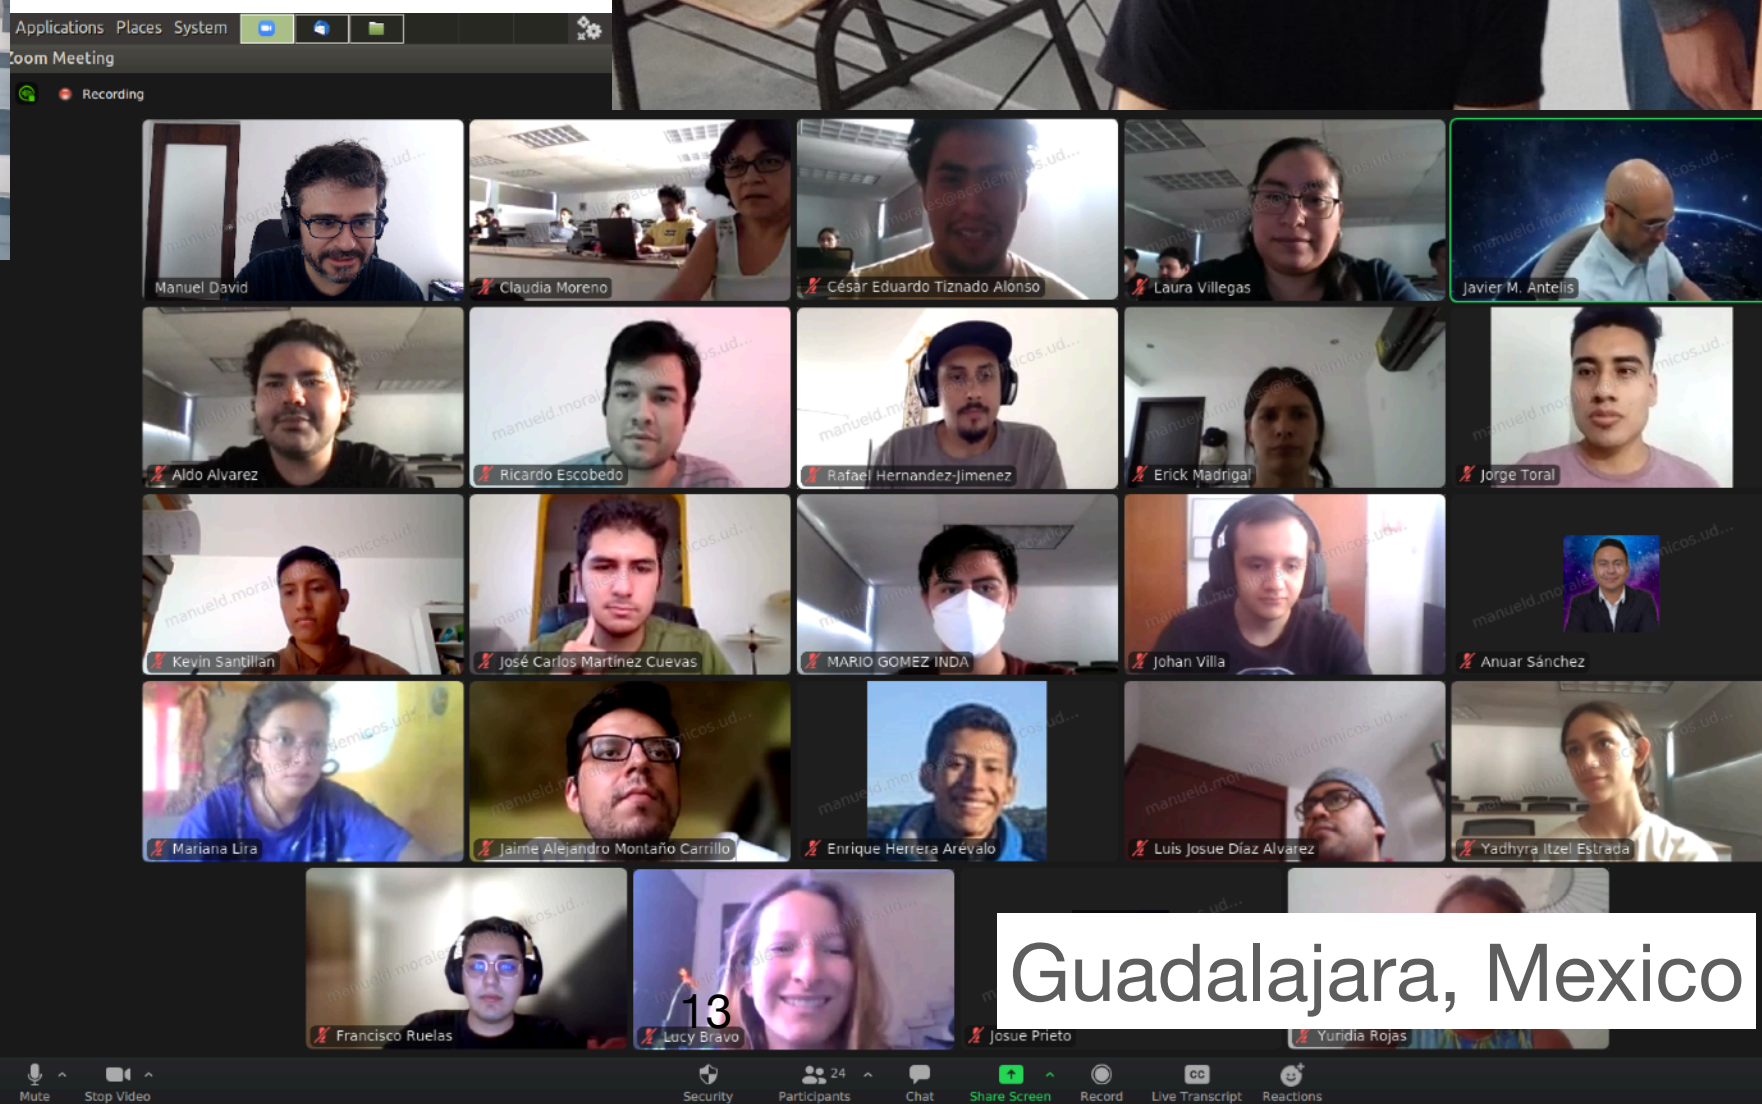 Applications Places System
Zoom Meeting
Recording
Manuel David
Claudia Moreno
César Eduardo Tiznado Alonso
Laura Villegas
Javier M. Antelis
Aldo Alvarez
Ricardo Escobedo
Rafael Hernandez-Jimenez
Erick Madrigal
Jorge Toral
Kevin Santillan
José Carlos Martínez Cuevas
MARIO GOMEZ INDA
Johan Villa
Anuar Sánchez
Mariana Lira
Jaime Alejandro Montaño Carrillo
Enrique Herrera Arévalo
Luis Josue Díaz Alvarez
Yadhyra Itzel Estrada
Francisco Ruelas
13
Lucy Bravo
Josue Prieto
Guadalajara, Mexico
Yuridia Rojas
Mute
Stop Video
Security
24
Participants
Chat
Share Screen
Record
CC
Live Transcript
Reactions